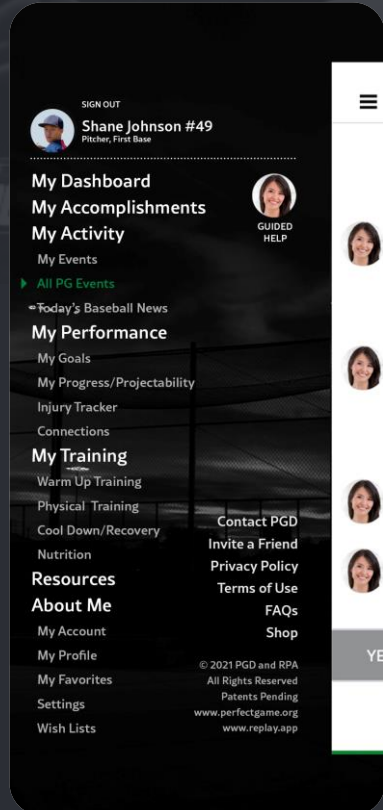 SIGN OUT
Shane Johnson #49
Pitcher, First Base
My Dashboard
My Accomplishments
My Activity
GUIDED
HELP
My Events
All PG Events
Today's Baseball News
My Performance
My Goals
My Progress/Projectability
Injury Tracker
Connections
My Training
Warm Up Training
Physical Training
Cool Down/Recovery
Nutrition
Resources
About Me
My Account
My Profile
My Favorites
Settings
Wish Lists
Contact PGD
Invite a Friend
Privacy Policy
Terms of Use
FAQs
Shop
© 2021 PGD and RPA
All Rights Reserved
Patents Pending
www.perfectgame.org
www.replay.app
YE